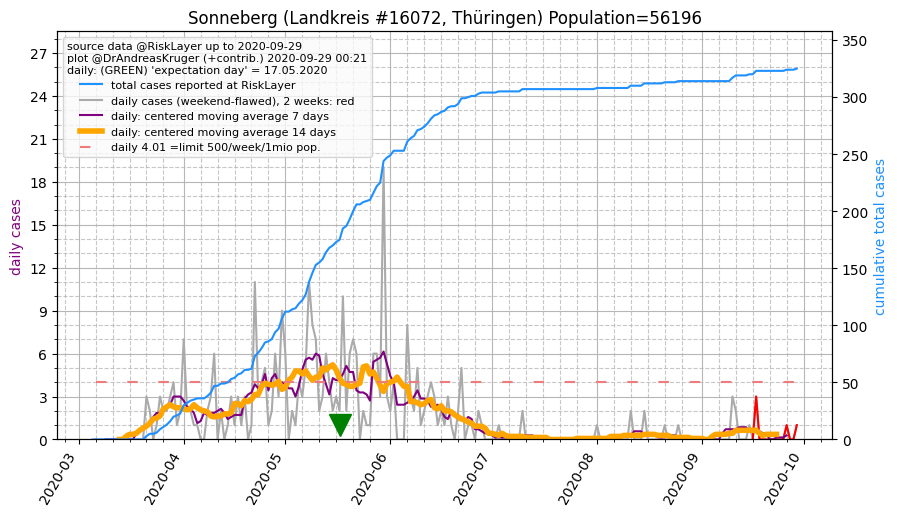 Sonneberg (Landkreis #16072, Thüringen) Population=56196
source data @RiskLayer up to 2020-09-29
plot @DrAndreasKruger (+contrib.) 2020-09-29 00:21
daily: (GREEN) 'expectation day' = 17.05.2020
total cases reported at RiskLayer
daily cases (weekend-flawed), 2 weeks: red
daily: centered moving average 7 days
daily: centered moving average 14 days
daily 4.01 =limit 500/week/1mio pop.
daily cases
27
24
21
18
15
12
9
6
3
0
cumulative total cases
350
300
250
200
150
100
50
0
2020-03
2020-04
2020-05
2020-06
2020-07
2020-08
2020-09
2020-10